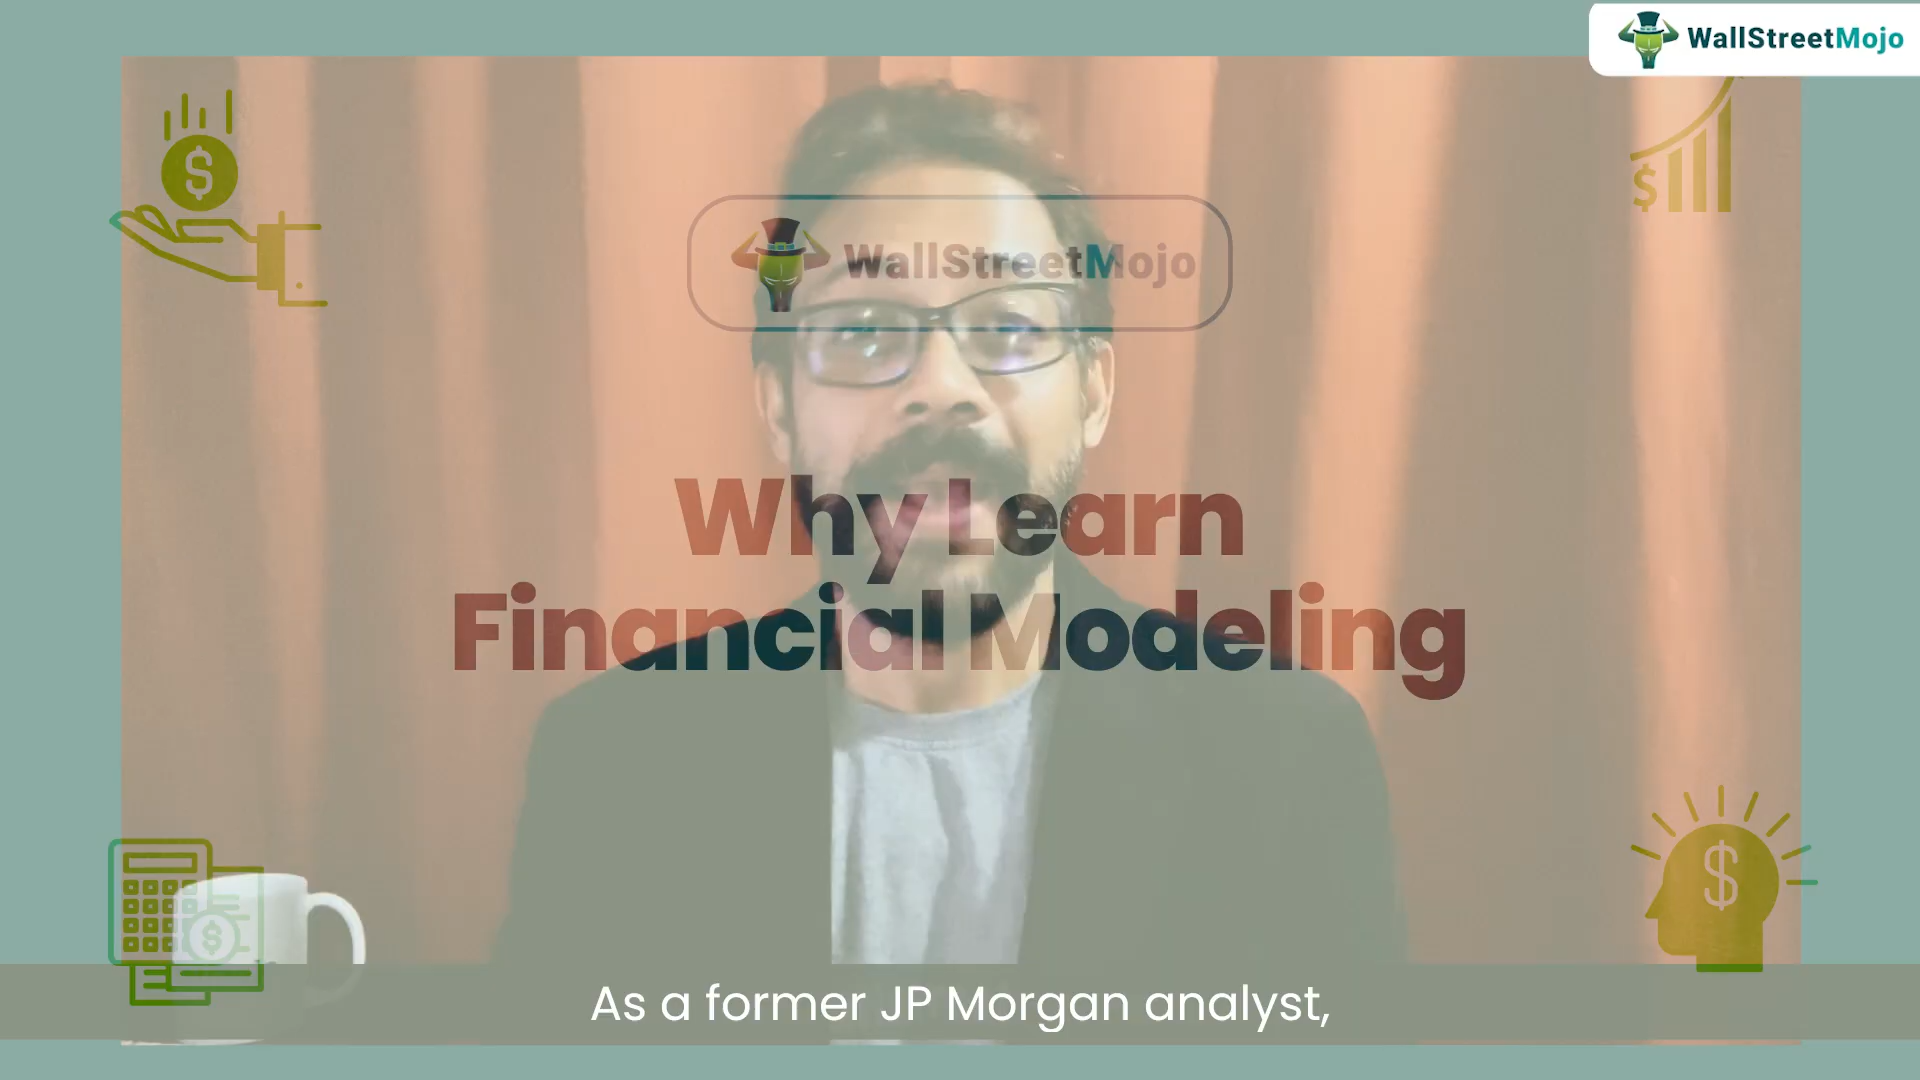 WallStreetMojo
$
$
WallStreetMojo
Why Learn
Financial Modeling
$
$
As a former JP Morgan analyst,